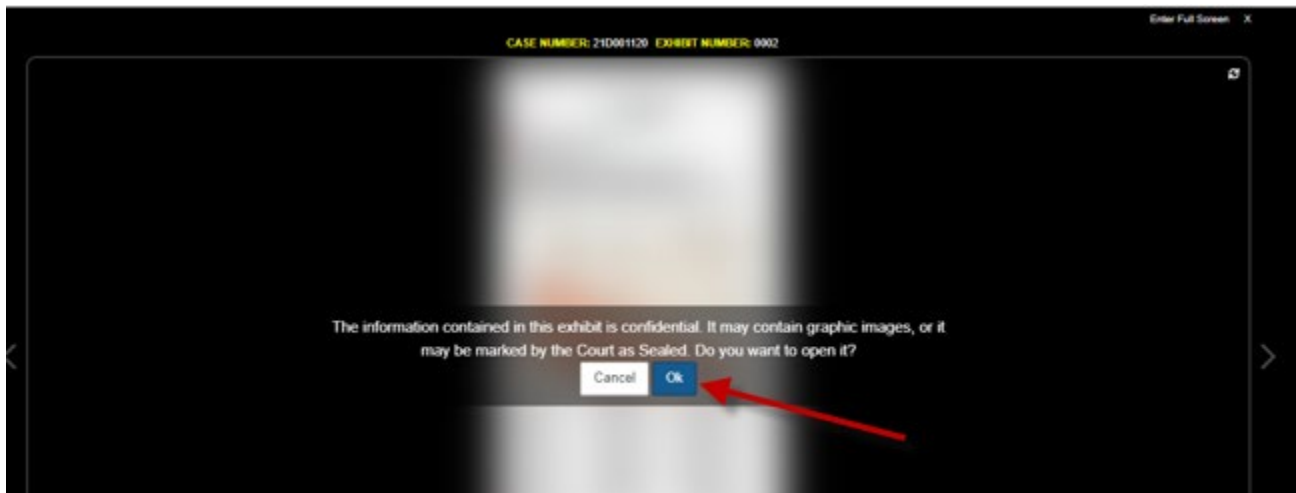 Enter Full Screen X
CASE NUMBER: 21D001120 EXHIBIT NUMBER: 0002
The information contained in this exhibit is confidential. It may contain graphic images, or it
may be marked by the Court as Sealed. Do you want to open it?
Cancel Ok